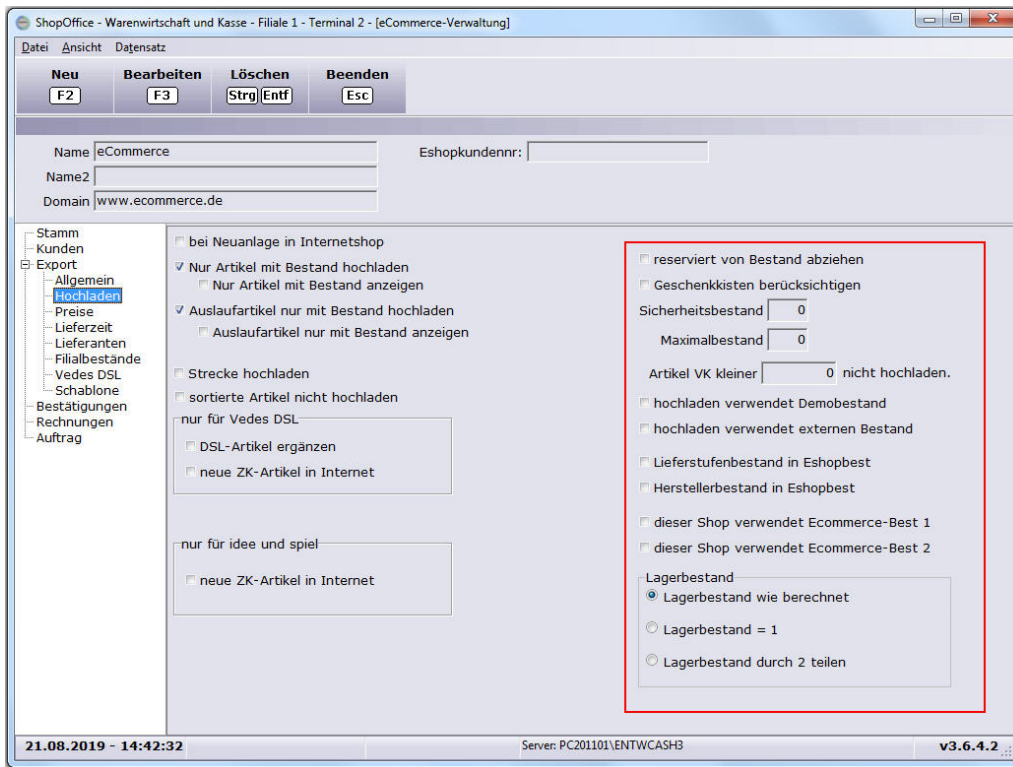 ShopOffice - Warenwirtschaft und Kasse - Filiale 1 - Terminal 2 - [eCommerce-Verwaltung]
Datei Ansicht Datensatz
Neu Bearbeiten Löschen Beenden
F2 F3 Strg Entf Esc
Name eCommerce Eshopkundennr:
Name2
Domain www.ecommerce.de
Stamm
Kunden
Export
Allgemein
Hochladen
Preise
Lieferzeit
Lieferanten
Filialbestände
Vedes DSL
Schablone
Bestätigungen
Rechnungen
Auftrag
bei Neuanlage in Internetshop
Nur Artikel mit Bestand hochladen
Nur Artikel mit Bestand anzeigen
Auslaufartikel nur mit Bestand hochladen
Auslaufartikel nur mit Bestand anzeigen
Strecke hochladen
sortierte Artikel nicht hochladen
nur für Vedes DSL
DSL-Artikel ergänzen
neue ZK-Artikel in Internet
nur für idee und spiel
neue ZK-Artikel in Internet
reserviert von Bestand abziehen
Geschenkkisten berücksichtigen
Sicherheitsbestand 0
Maximalbestand 0
Artikel VK kleiner 0 nicht hochladen.
hochladen verwendet Demobestand
hochladen verwendet externen Bestand
Lieferstufenbestand in Eshopbest
Herstellerbestand in Eshopbest
dieser Shop verwendet Ecommerce-Best 1
dieser Shop verwendet Ecommerce-Best 2
Lagerbestand
Lagerbestand wie berechnet
Lagerbestand = 1
Lagerbestand durch 2 teilen
21.08.2019 - 14:42:32 Server: PC201101\ENTWCASH3 v3.6.4.2